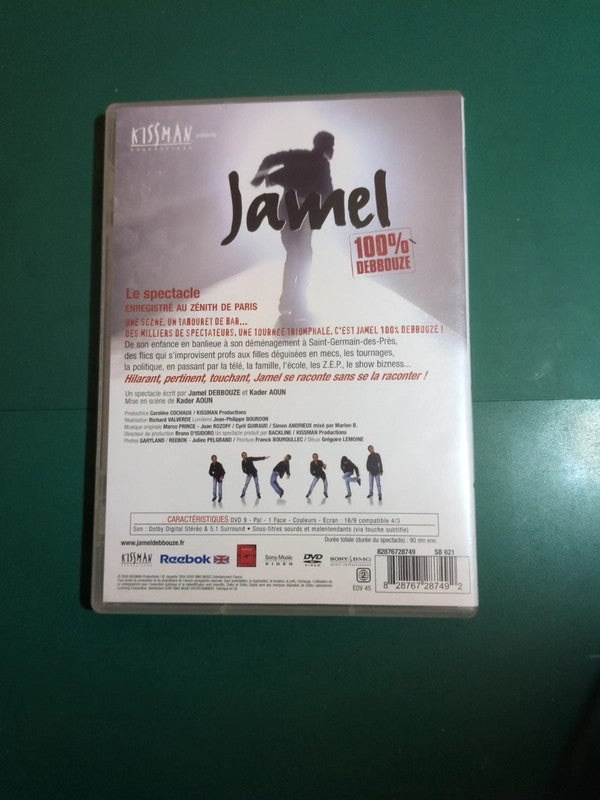 KISSMAN présente
PRODUCTIONS
Jamel
100%
DEBBOUZE
Le spectacle
ENREGISTRÉ AU ZÉNITH DE PARIS
UNE SCÈNE, UN TABOURET DE BAR...
DES MILLIERS DE SPECTATEURS, UNE TOURNÉE TRIOMPHALE, C'EST JAMEL 100% DEBBOUZE !
De son enfance en banlieue à son déménagement à Saint-Germain-des-Près,
des flics qui s'improvisent profs aux filles déguisées en mecs, les tournages,
la politique, en passant par la télé, la famille, l'école, les Z.E.P., le show bizness...
Hilarant, pertinent, touchant, Jamel se raconte sans se la raconter !
Un spectacle écrit par Jamel DEBBOUZE et Kader AOUN
Mise en scène de Kader AOUN
Productrice Caroline COCHAUX / KISSMAN Productions
Réalisation Richard VALVERDE Lumières Jean-Philippe BOURDON
Musique originale Marco PRINCE - Juan ROZOFF / Cyril GUIRAUD / Simon ANDRIEUX mixé par Marlon B.
Directeur de production Bruno D'ISIDORO Un spectacle produit par BACKLINE / KISSMAN Productions
Photos GARYLAND / REEBOK - Julien PELGRAND / Peinture Franck BOUROULLEC / Décor Grégoire LEMOINE
CARACTÉRISTIQUES DVD 9 - Pal - 1 Face - Couleurs - Ecran : 16/9 compatible 4/3
Son : Dolby Digital Stéréo & 5.1 Surround - Sous-titres sourds et malentendants (via touche subtitle)
Durée totale (durée du spectacle) : 90 mn env.
www.jameldebbouze.fr
82876728749 SB 821
KISSMAN
PRODUCTIONS
Reebok
Sony Music
VIDEO
DVD
VIDEO
SONY BMG
MUSIC ENTERTAINMENT
2
EDV 45
8 28767 28749 2